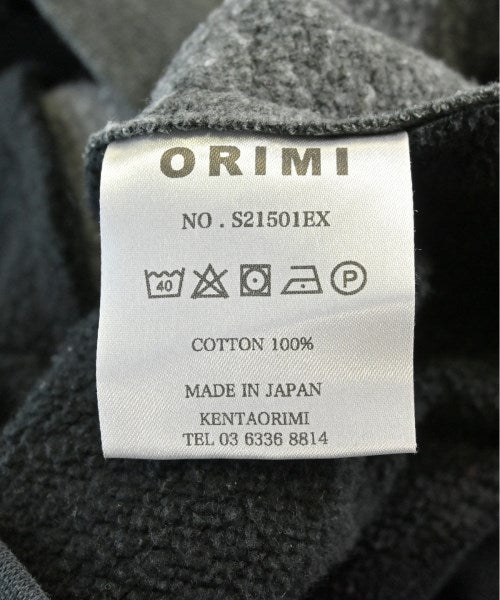 ORIMI
NO . S21501EX
40 P
COTTON 100%
MADE IN JAPAN
KENTAORIMI
TEL 03 6336 8814